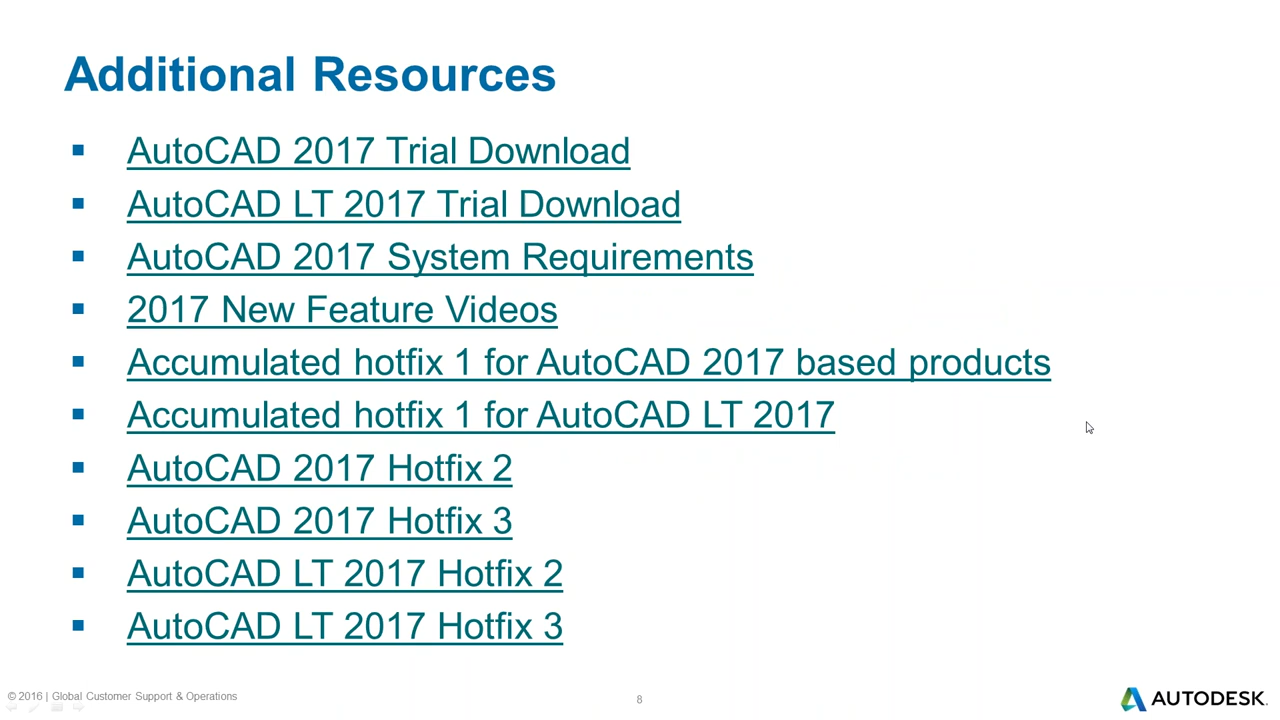 Additional Resources
AutoCAD 2017 Trial Download
AutoCAD LT 2017 Trial Download
AutoCAD 2017 System Requirements
2017 New Feature Videos
Accumulated hotfix 1 for AutoCAD 2017 based products
Accumulated hotfix 1 for AutoCAD LT 2017
AutoCAD 2017 Hotfix 2
AutoCAD 2017 Hotfix 3
AutoCAD LT 2017 Hotfix 2
AutoCAD LT 2017 Hotfix 3
© 2016 | Global Customer Support & Operations
8
AUTODESK.